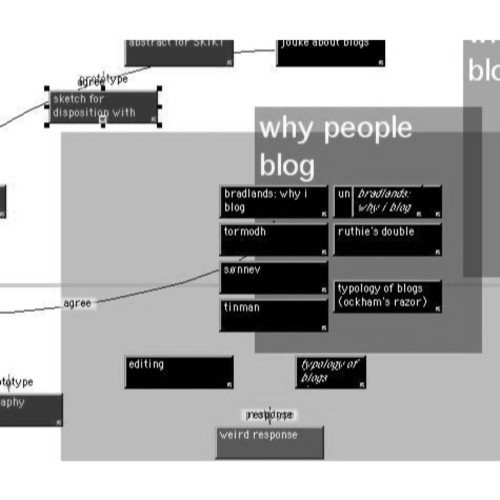 abstract for SKIKT
jouke about blogs
agree
sketch for
disposition with
why people
blog
blo
bradlands: why i
blog
un
bradlands:
why i blog
tormodh
ruthie's double
sønnev
typology of blogs
(ockham's razor)
agree
tinman
editing
typology of
blogs
totype
aphy
response
weird response